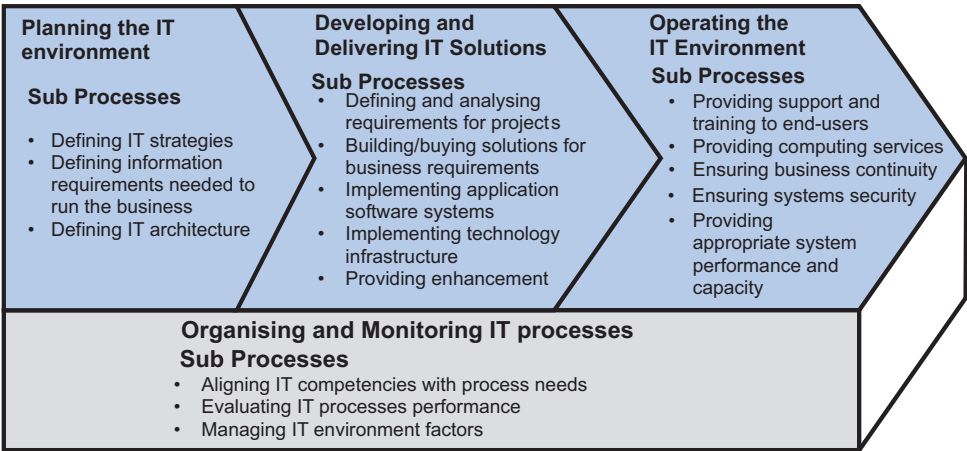 Planning the IT
environment
Sub Processes
• Defining IT strategies
• Defining information
requirements needed to
run the business
• Defining IT architecture
Developing and
Delivering IT Solutions
Sub Processes
• Defining and analysing
requirements for projects
• Building/buying solutions for
business requirements
• Implementing application
software systems
• Implementing technology
infrastructure
• Providing enhancement
Operating the
IT Environment
Sub Processes
• Providing support and
training to end-users
• Providing computing services
• Ensuring business continuity
• Ensuring systems security
• Providing
appropriate system
performance and
capacity
Organising and Monitoring IT processes
Sub Processes
• Aligning IT competencies with process needs
• Evaluating IT processes performance
• Managing IT environment factors